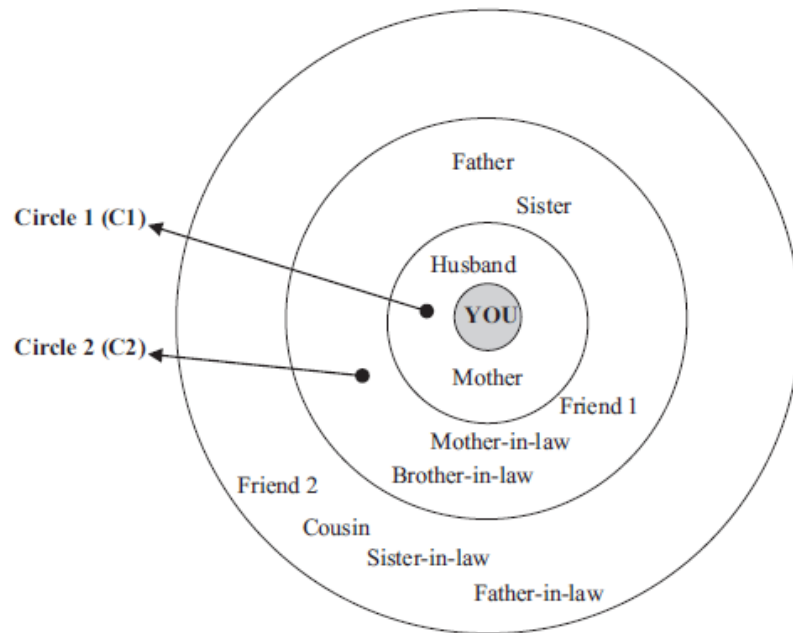 Father
Sister
Circle 1 (C1)
Husband
YOU
Circle 2 (C2)
Mother
Friend 1
Mother-in-law
Brother-in-law
Friend 2
Cousin
Sister-in-law
Father-in-law